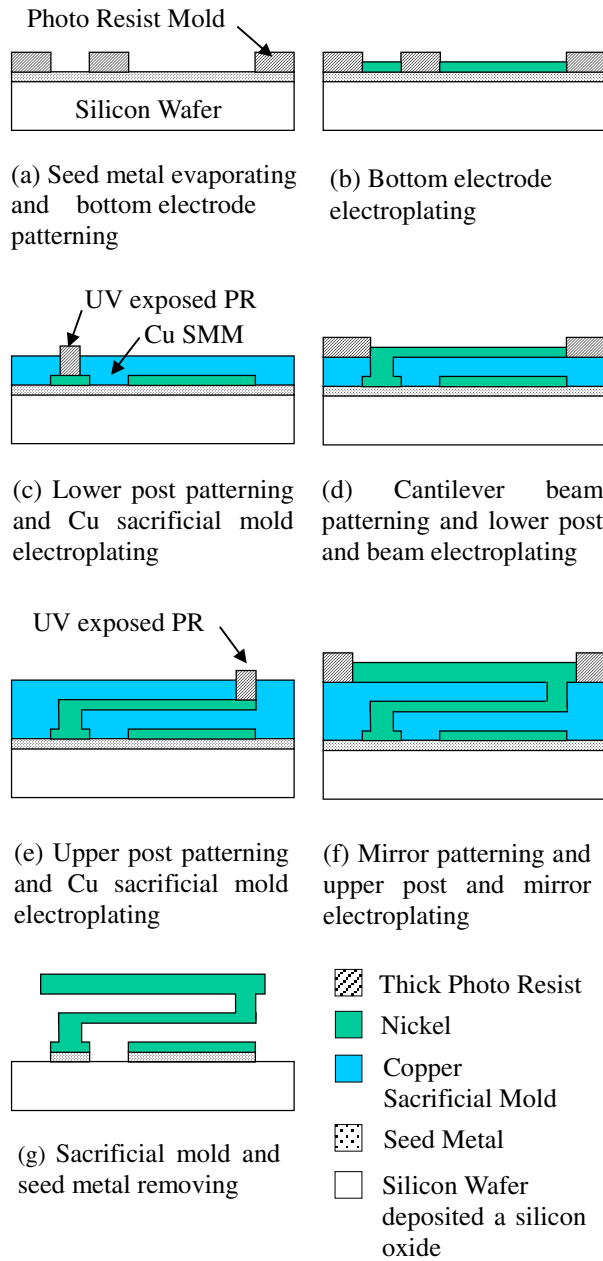 Photo Resist Mold
Silicon Wafer
(a) Seed metal evaporating
and bottom electrode
patterning
(b) Bottom electrode
electroplating
UV exposed PR
Cu SMM
(c) Lower post patterning
and Cu sacrificial mold
electroplating
(d) Cantilever beam
patterning and lower post
and beam electroplating
UV exposed PR
(e) Upper post patterning
and Cu sacrificial mold
electroplating
(f) Mirror patterning and
upper post and mirror
electroplating
(g) Sacrificial mold and
seed metal removing
Thick Photo Resist
Nickel
Copper
Sacrificial Mold
Seed Metal
Silicon Wafer
deposited a silicon
oxide